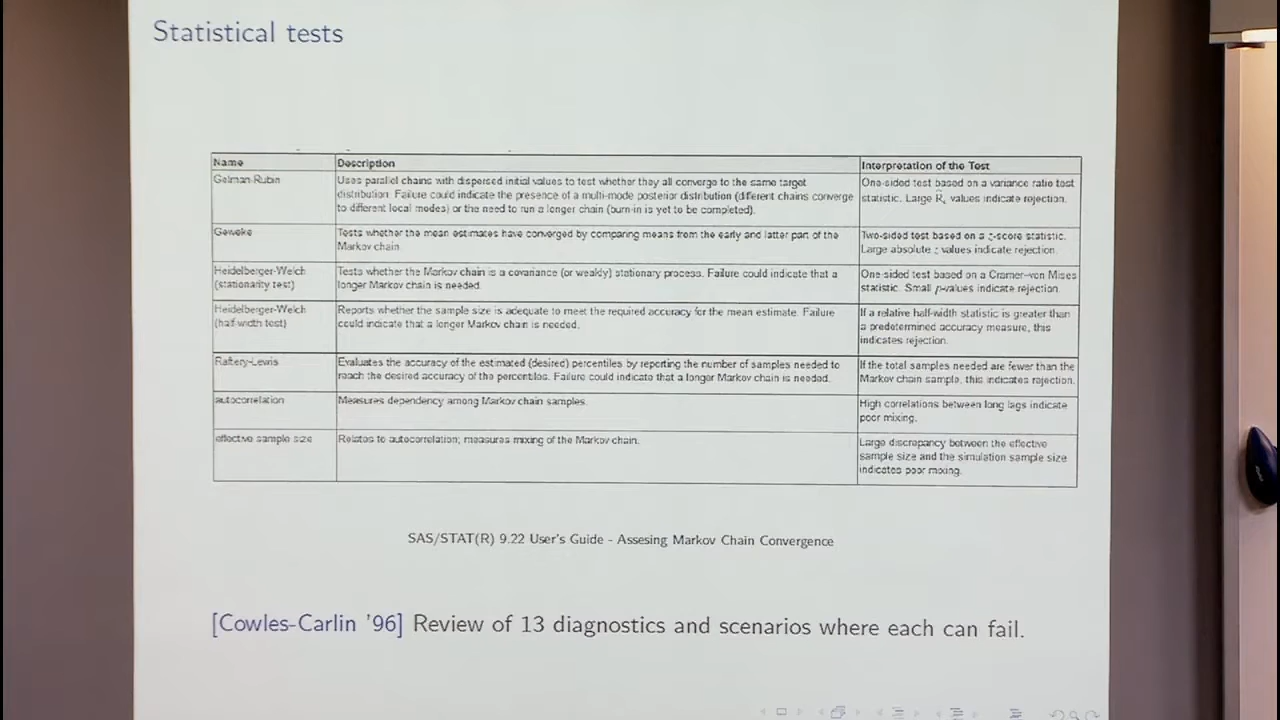 Statistical tests
Name Description Interpretation of the Test
Gelman-Rubin
Uses parallel chains with dispersed initial values to test whether they all converge to the same target
distribution. Failure could indicate the presence of a multi-mode posterior distribution (different chains converge
to different local modes) or the need to run a longer chain (burn-in is yet to be completed).
One-sided test based on a variance ratio test
statistic. Large R̂c values indicate rejection.
Geweke
Tests whether the mean estimates have converged by comparing means from the early and latter part of the
Markov chain.
Two-sided test based on a z-score statistic.
Large absolute z values indicate rejection.
Heidelberger-Welch
(stationarity test)
Tests whether the Markov chain is a covariance (or weakly) stationary process. Failure could indicate that a
longer Markov chain is needed.
One-sided test based on a Cramer-von Mises
statistic. Small p-values indicate rejection.
Heidelberger-Welch
(half-width test)
Reports whether the sample size is adequate to meet the required accuracy for the mean estimate. Failure
could indicate that a longer Markov chain is needed.
If a relative half-width statistic is greater than
a predetermined accuracy measure, this
indicates rejection.
Raftery-Lewis
Evaluates the accuracy of the estimated (desired) percentiles by reporting the number of samples needed to
reach the desired accuracy of the percentiles. Failure could indicate that a longer Markov chain is needed.
If the total samples needed are fewer than the
Markov chain sample, this indicates rejection.
autocorrelation
Measures dependency among Markov chain samples.
High correlations between long lags indicate
poor mixing.
effective sample size
Relates to autocorrelation; measures mixing of the Markov chain.
Large discrepancy between the effective
sample size and the simulation sample size
indicates poor mixing.
SAS/STAT(R) 9.22 User's Guide - Assesing Markov Chain Convergence
[Cowles-Carlin '96] Review of 13 diagnostics and scenarios where each can fail.